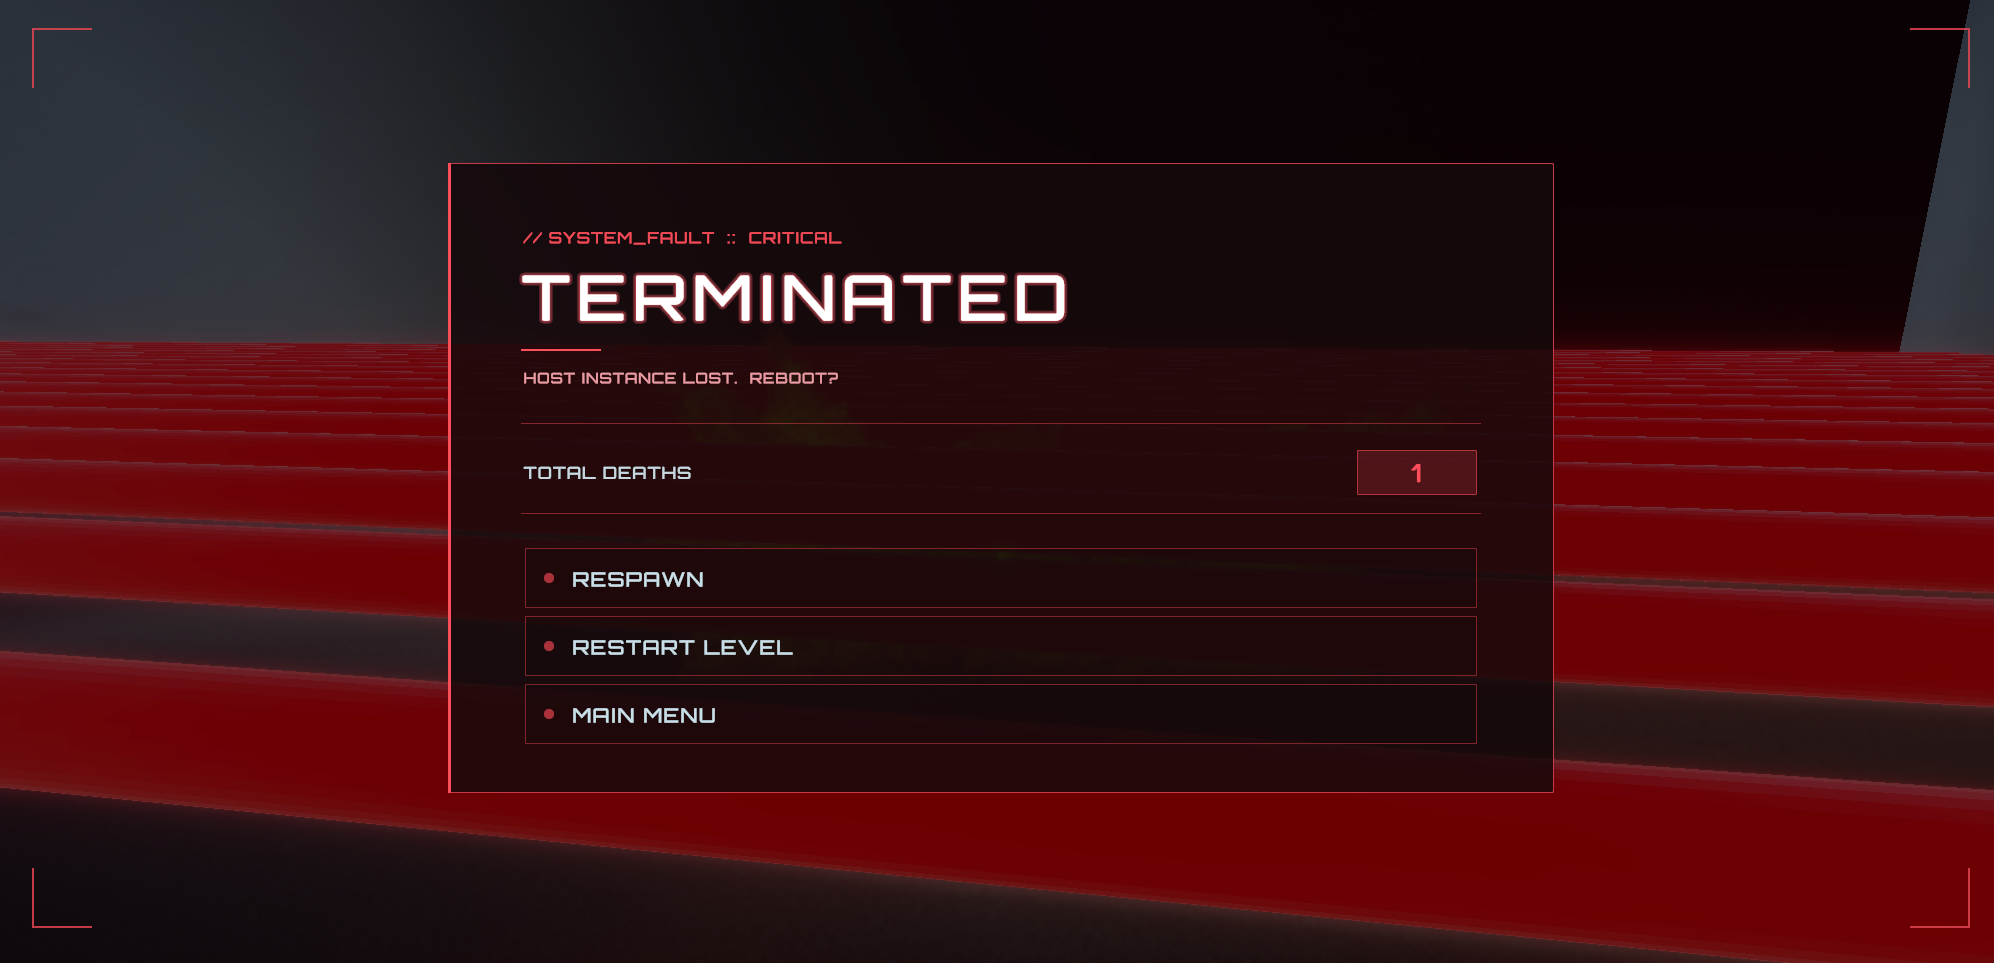 // SYSTEM_FAULT :: CRITICAL
TERMINATED
HOST INSTANCE LOST. REBOOT?
TOTAL DEATHS 1
RESPAWN
RESTART LEVEL
MAIN MENU